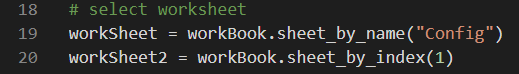 18 # select worksheet
19 workSheet = workBook.sheet_by_name("Config")
20 workSheet2 = workBook.sheet_by_index(1)